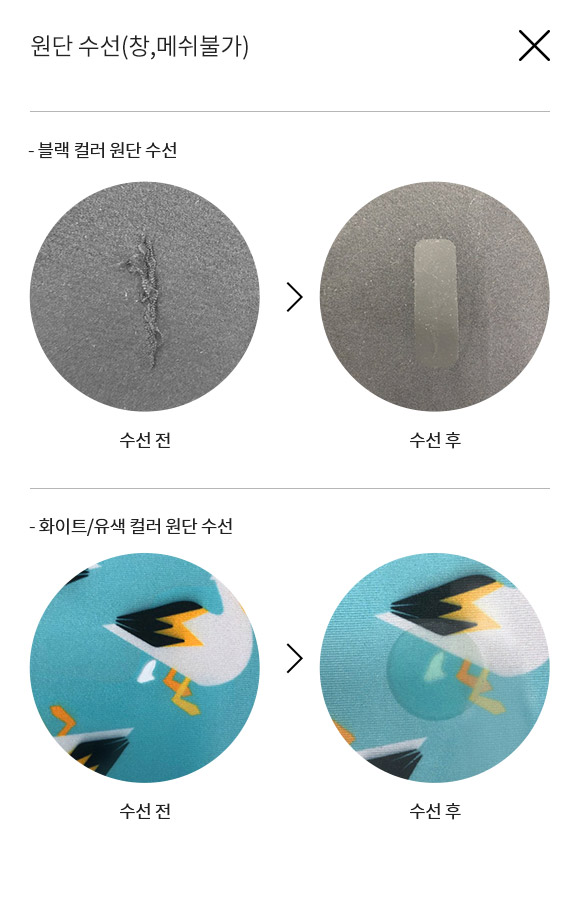 원단 수선(창,메쉬불가)
- 블랙 컬러 원단 수선
수선 전
수선 후
- 화이트/유색 컬러 원단 수선
수선 전
수선 후